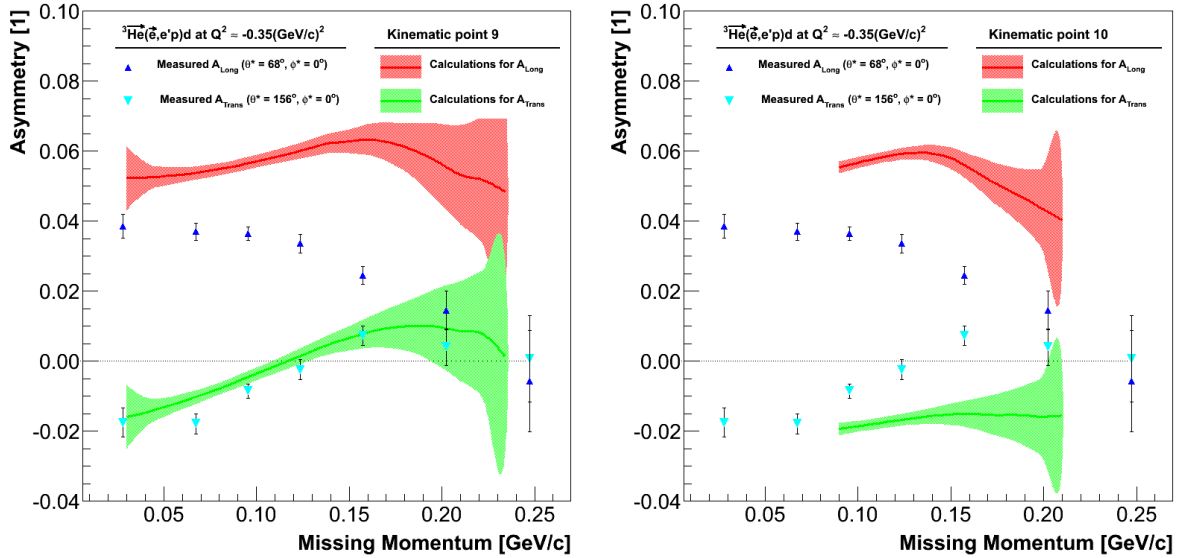 ³He(e,e'p)d at Q² ≈ -0.35(GeV/c)²
Kinematic point 9
Measured A_Long (θ* = 68°, ϕ* = 0°)
Calculations for A_Long
Measured A_Trans (θ* = 156°, ϕ* = 0°)
Calculations for A_Trans
Asymmetry [1]
0.10
0.08
0.06
0.04
0.02
0.00
-0.02
-0.04
0.05
0.10
0.15
0.20
0.25
Missing Momentum [GeV/c]
³He(e,e'p)d at Q² ≈ -0.35(GeV/c)²
Kinematic point 10
Measured A_Long (θ* = 68°, ϕ* = 0°)
Calculations for A_Long
Measured A_Trans (θ* = 156°, ϕ* = 0°)
Calculations for A_Trans
Asymmetry [1]
0.10
0.08
0.06
0.04
0.02
0.00
-0.02
-0.04
0.05
0.10
0.15
0.20
0.25
Missing Momentum [GeV/c]